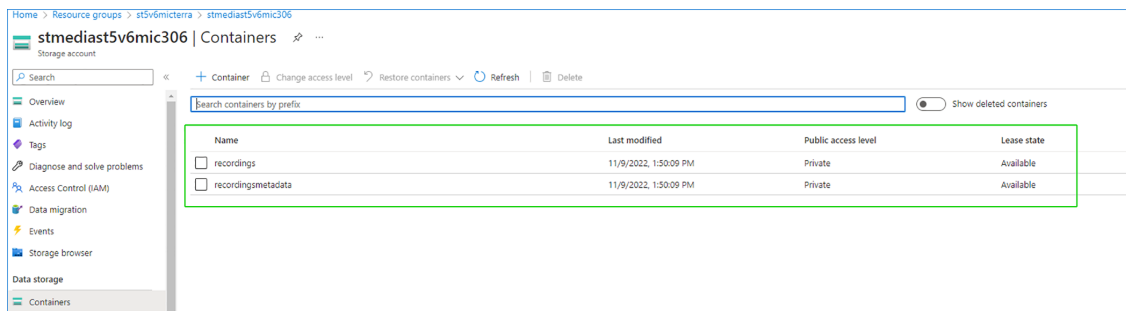 Home > Resource groups > st5v6micterra > stmediast5v6mic306
stmediast5v6mic306 | Containers ...
Storage account
Search «
+ Container Change access level Restore containers Refresh Delete
Overview
Search containers by prefix Show deleted containers
Activity log
Tags
Name Last modified Public access level Lease state
Diagnose and solve problems
recordings 11/9/2022, 1:50:09 PM Private Available
Access Control (IAM)
recordingsmetadata 11/9/2022, 1:50:09 PM Private Available
Data migration
Events
Storage browser
Data storage
Containers